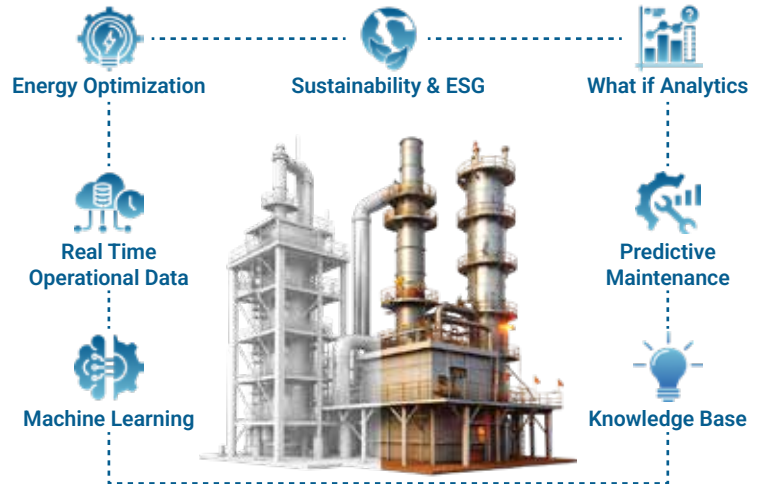 Energy Optimization
Sustainability & ESG
What if Analytics
Real Time
Operational Data
Predictive
Maintenance
Machine Learning
Knowledge Base